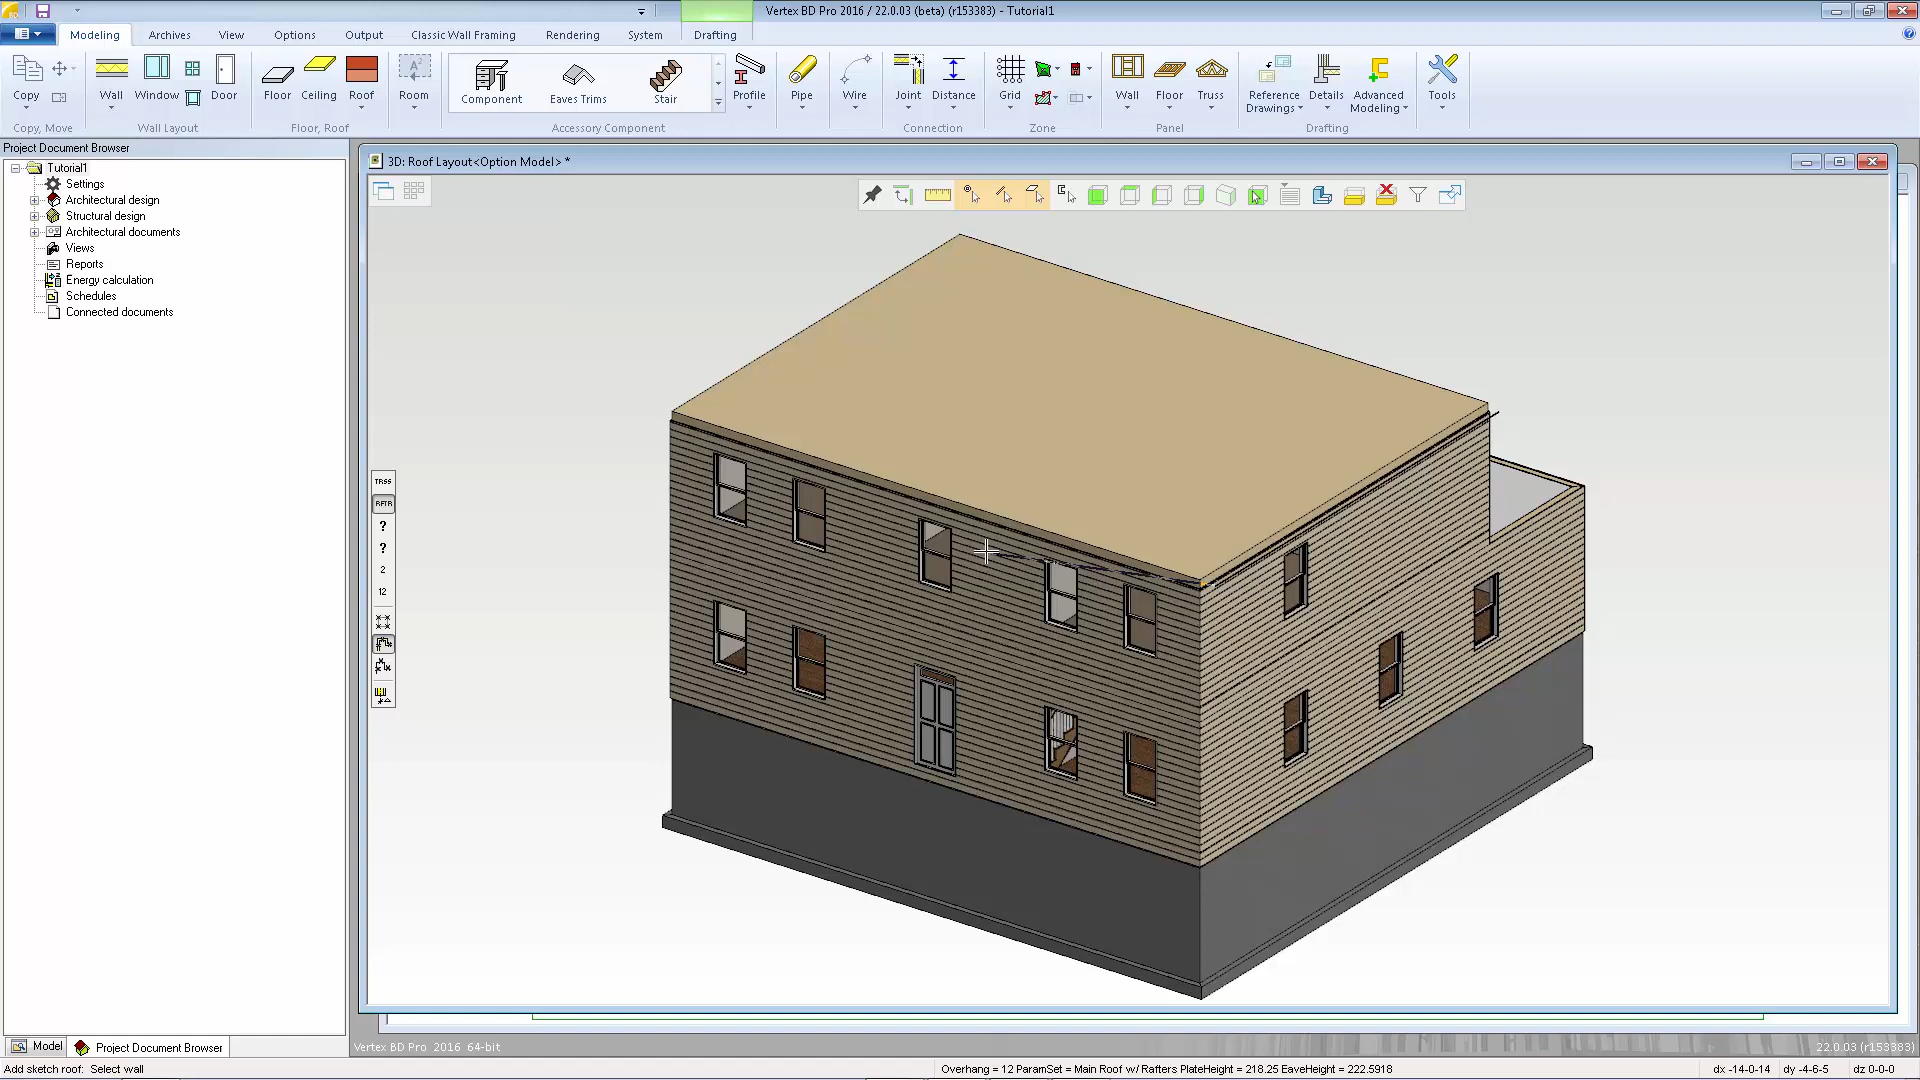 Vertex BD Pro 2016 / 22.0.03 (beta) (r153383) - Tutorial1
Modeling Archives View Options Output Classic Wall Framing Rendering System Drafting
Copy Wall Window Door Floor Ceiling Roof Room Component Eaves Trims Stair Profile Pipe Wire Joint Distance Grid Wall Floor Truss Reference Drawings Details Advanced Modeling Tools
Copy, Move Wall Layout Floor, Roof Accessory Component Connection Zone Panel Drafting
Project Document Browser
3D: Roof Layout<Option Model> *
Tutorial1
Settings
Architectural design
Structural design
Architectural documents
Views
Reports
Energy calculation
Schedules
Connected documents
TRSS
RFTR
?
?
2
12
Model Project Document Browser
Vertex BD Pro 2016 64-bit
22.0.03 (r153383)
Add sketch roof: Select wall
Overhang = 12 ParamSet = Main Roof w/ Rafters PlateHeight = 218.25 EaveHeight = 222.5918
dx -14-0-14 dy -4-6-5 dz 0-0-0